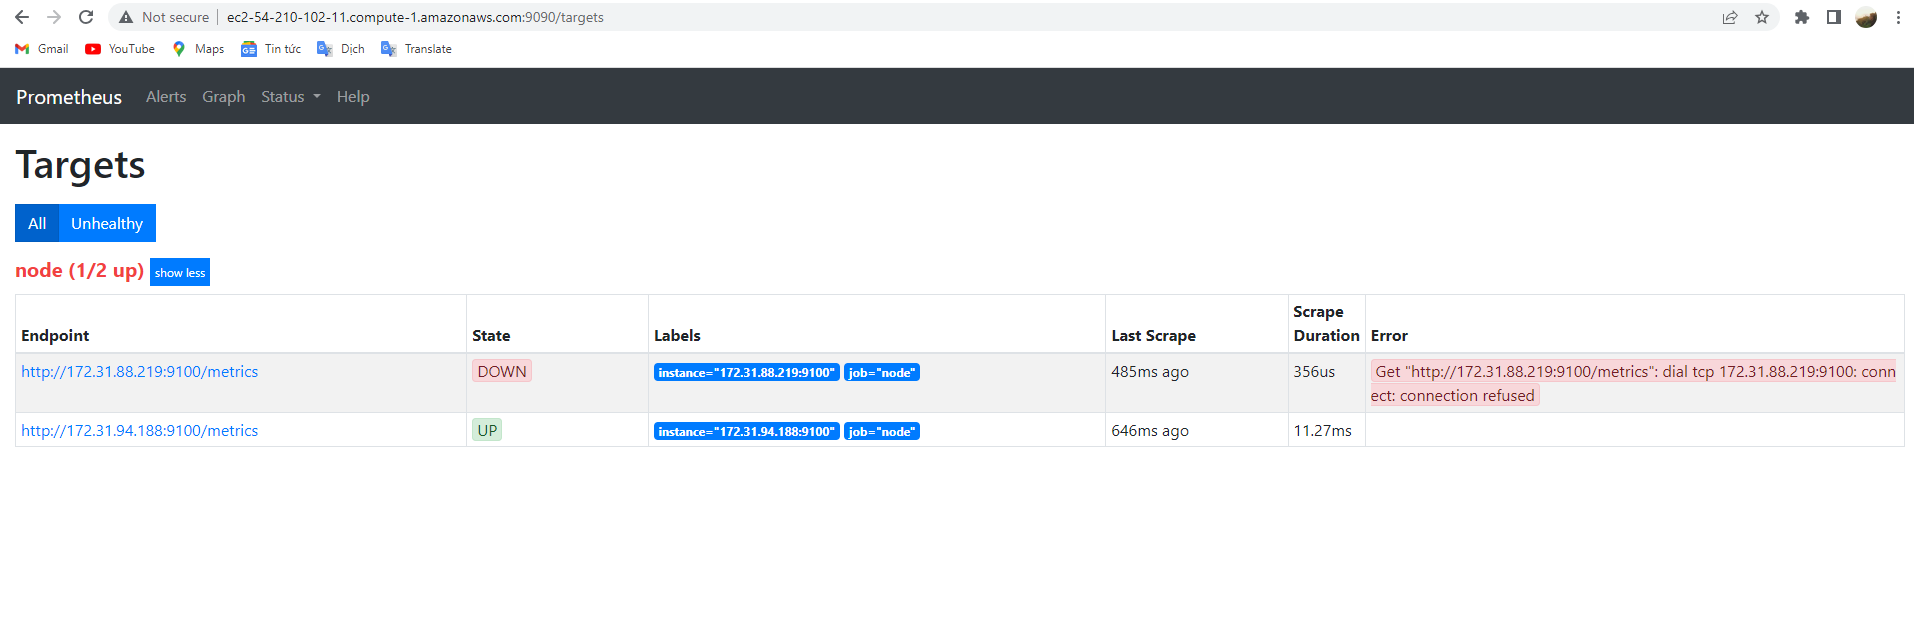 Not secure | ec2-54-210-102-11.compute-1.amazonaws.com:9090/targets
Gmail YouTube Maps Tin tức Dịch Translate
Prometheus Alerts Graph Status Help
Targets
All Unhealthy
node (1/2 up) show less
Endpoint State Labels Last Scrape Scrape Duration Error
http://172.31.88.219:9100/metrics DOWN instance="172.31.88.219:9100" job="node" 485ms ago 356us Get "http://172.31.88.219:9100/metrics": dial tcp 172.31.88.219:9100: conn
ect: connection refused
http://172.31.94.188:9100/metrics UP instance="172.31.94.188:9100" job="node" 646ms ago 11.27ms